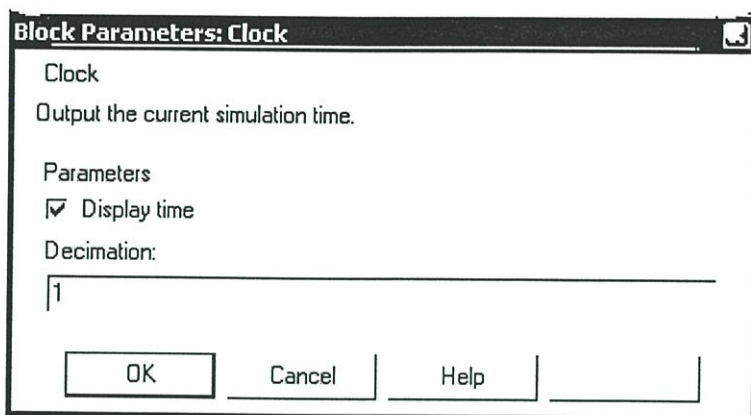 Block Parameters: Clock
Clock
Output the current simulation time.
Parameters
Display time
Decimation:
1
OK Cancel Help